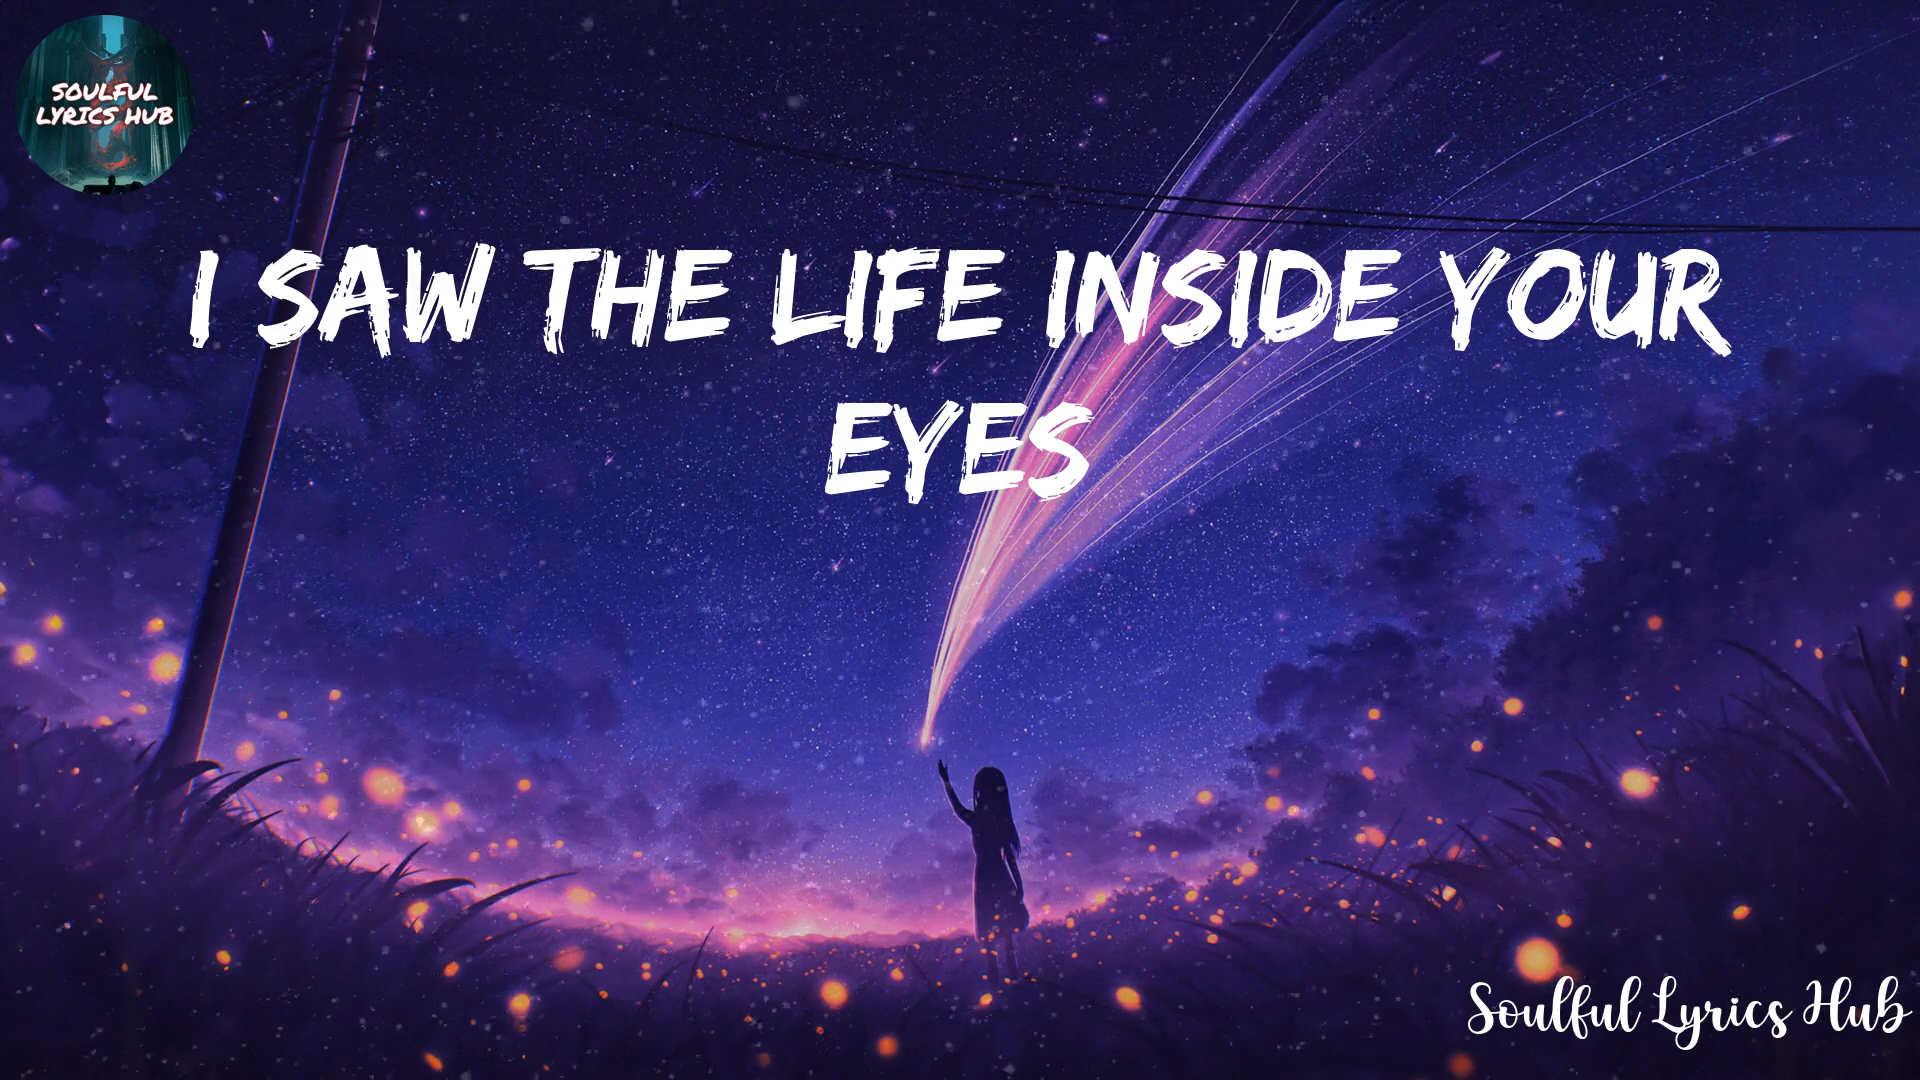 SOULFUL
LYRICS HUB
I SAW THE LIFE INSIDE YOUR
EYES
Soulful Lyrics Hub